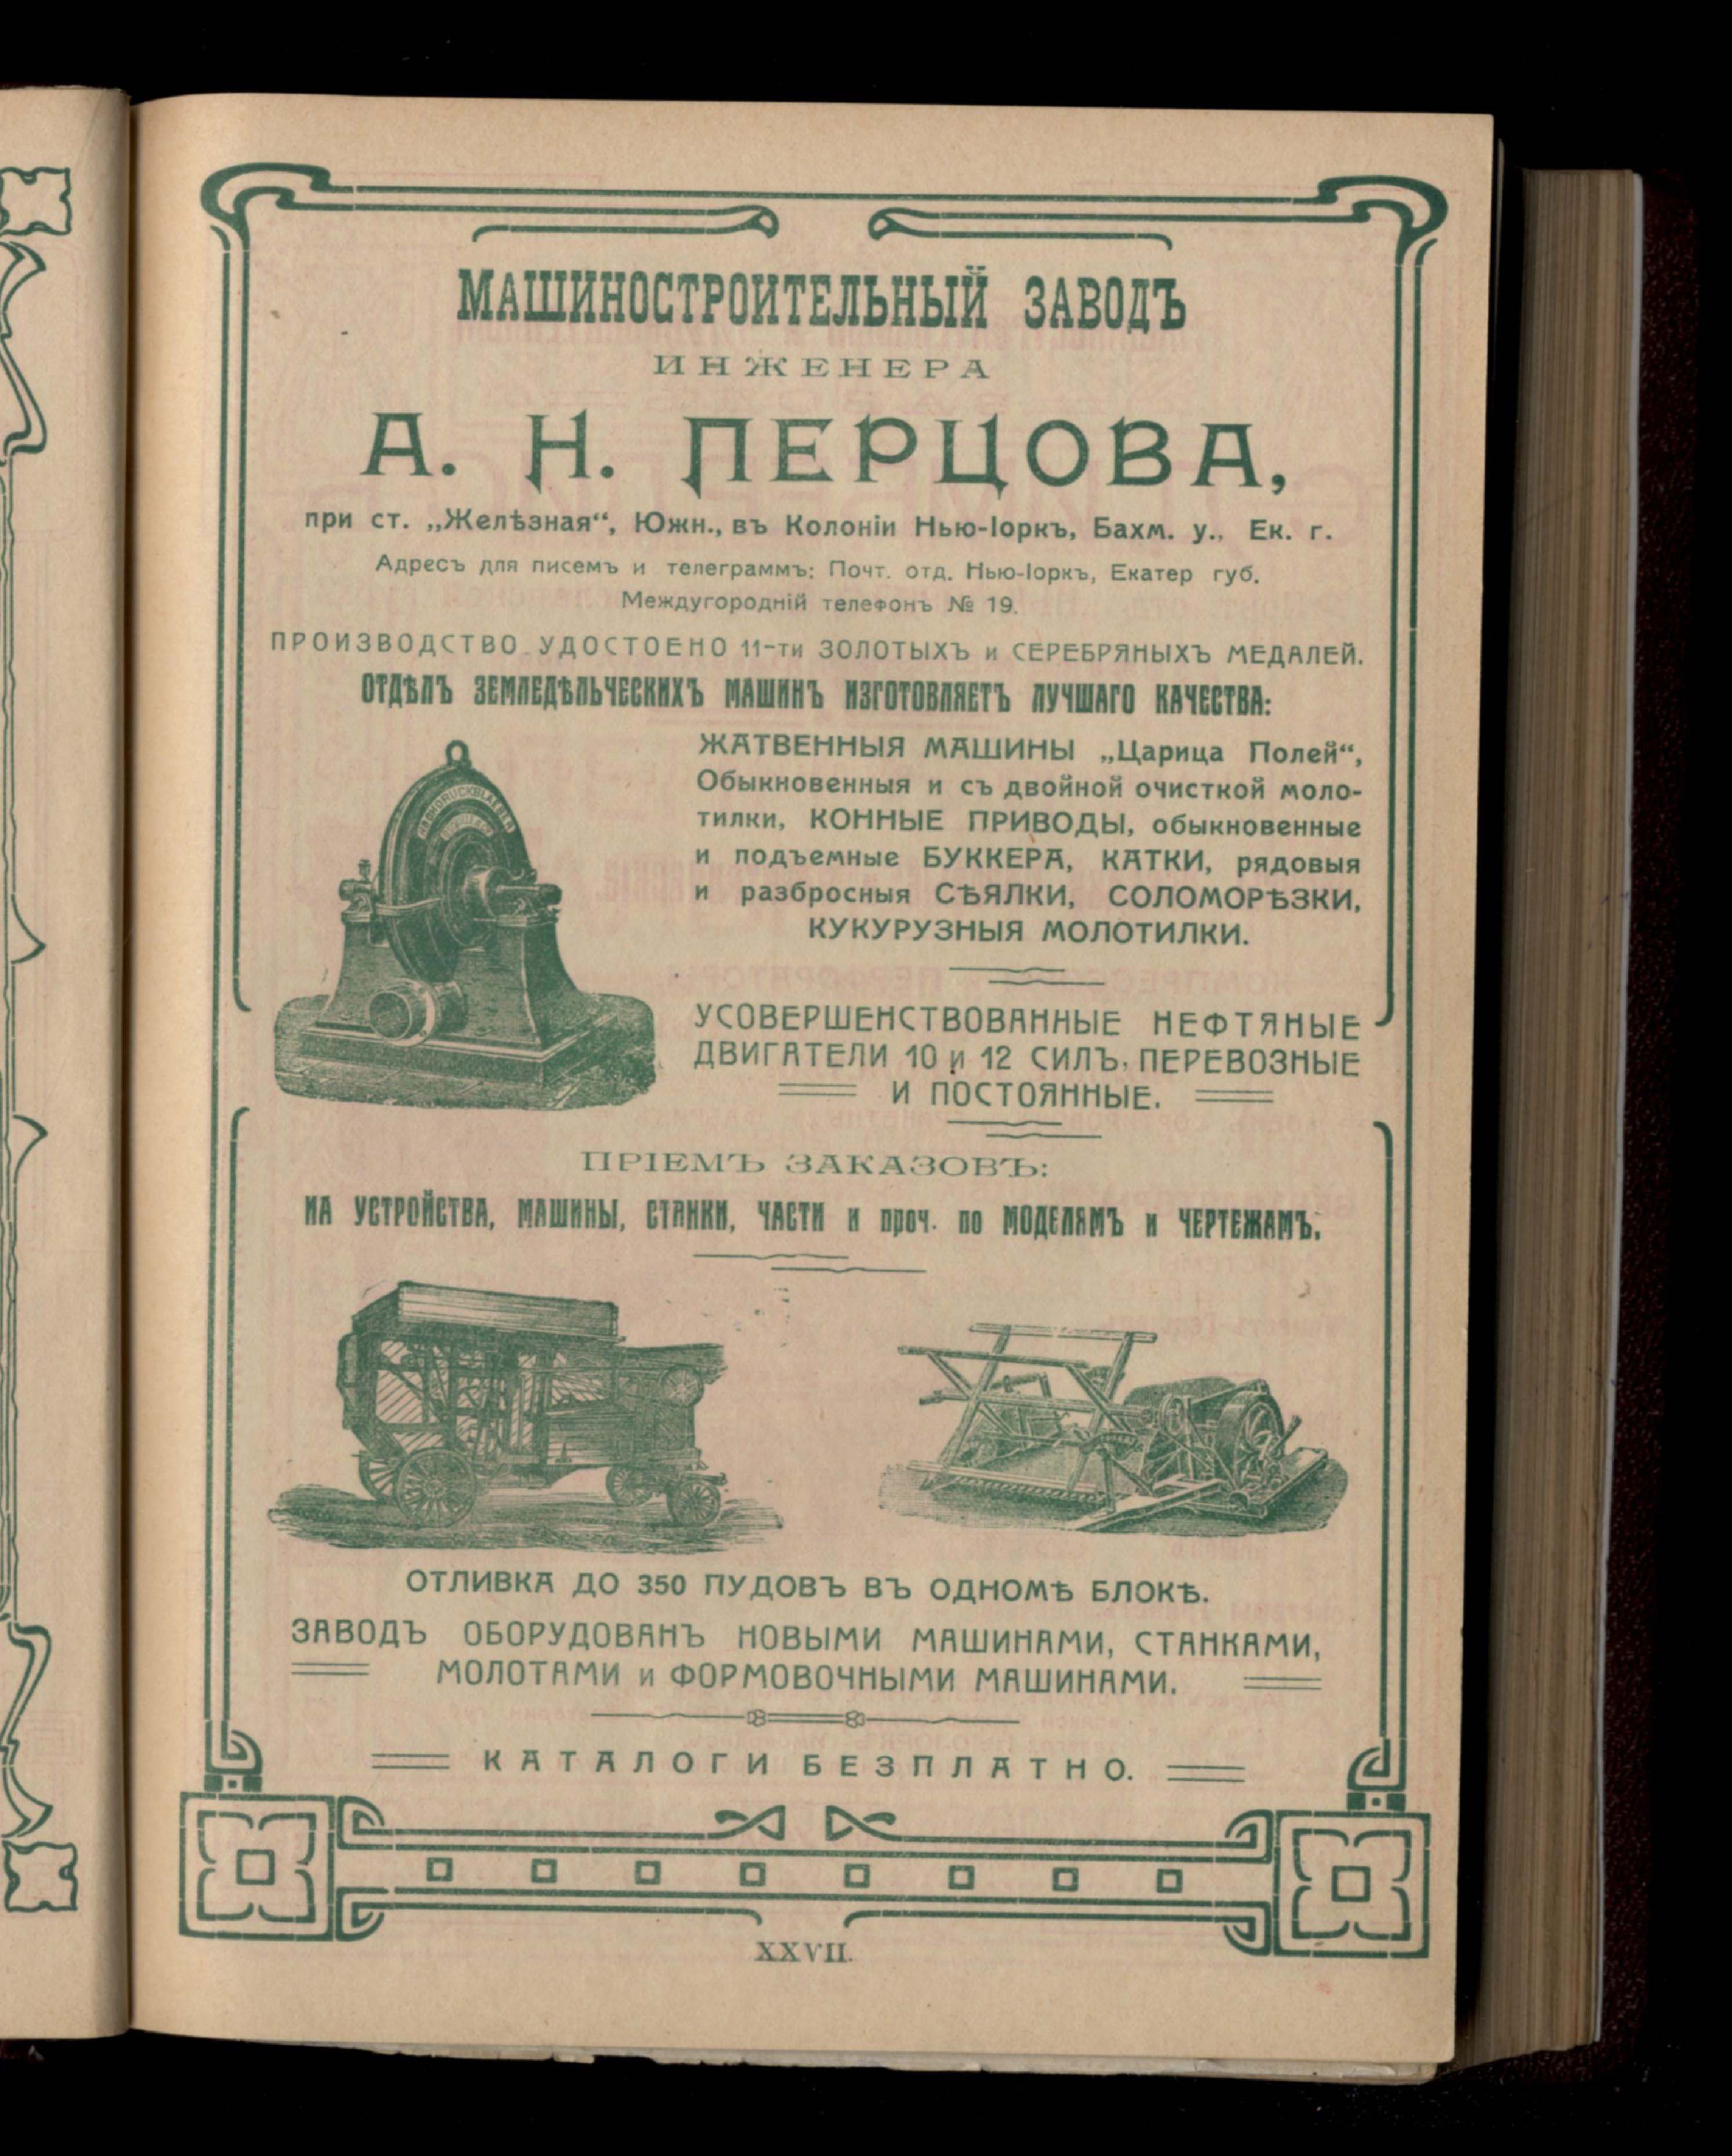 МАШИНОСТРОИТЕЛЬНЫЙ ЗАВОДЪ
ИНЖЕНЕРА
А. Н. ПЕРЦОВА,
при ст. „Желѣзная“, Южн., въ Колоніи Нью-Іоркъ, Бахм. у., Ек. г.
Адресъ для писемъ и телеграммъ: Почт. отд. Нью-Іоркъ, Екатер губ.
Междугородній телефонъ № 19.
ПРОИЗВОДСТВО УДОСТОЕНО 11-ти ЗОЛОТЫХЪ и СЕРЕБРЯНЫХЪ МЕДАЛЕЙ.
ОТДѢЛЪ ЗЕМЛЕДѢЛЬЧЕСКИХЪ МАШИНЪ ИЗГОТОВЛЯЕТЪ ЛУЧШАГО КАЧЕСТВА:
ЖАТВЕННЫЯ МАШИНЫ „Царица Полей“,
Обыкновенныя и съ двойной очисткой моло-
тилки, КОННЫЕ ПРИВОДЫ, обыкновенные
и подъемные БУККЕРА, КАТКИ, рядовыя
и разбросныя СѢЯЛКИ, СОЛОМОРѢЗКИ,
КУКУРУЗНЫЯ МОЛОТИЛКИ.
УСОВЕРШЕНСТВОВАННЫЕ НЕФТЯНЫЕ
ДВИГАТЕЛИ 10 и 12 СИЛЪ, ПЕРЕВОЗНЫЕ
И ПОСТОЯННЫЕ.
ПРІЕМЪ ЗАКАЗОВЪ:
НА УСТРОЙСТВА, МАШИНЫ, СТАНКИ, ЧАСТИ и проч. по МОДЕЛЯМЪ и ЧЕРТЕЖАМЪ.
ОТЛИВКА ДО 350 ПУДОВЪ ВЪ ОДНОМѢ БЛОКѢ.
ЗАВОДЪ ОБОРУДОВАНЪ НОВЫМИ МАШИНАМИ, СТАНКАМИ,
МОЛОТАМИ и ФОРМОВОЧНЫМИ МАШИНАМИ.
КАТАЛОГИ БЕЗПЛАТНО.
XXVII.